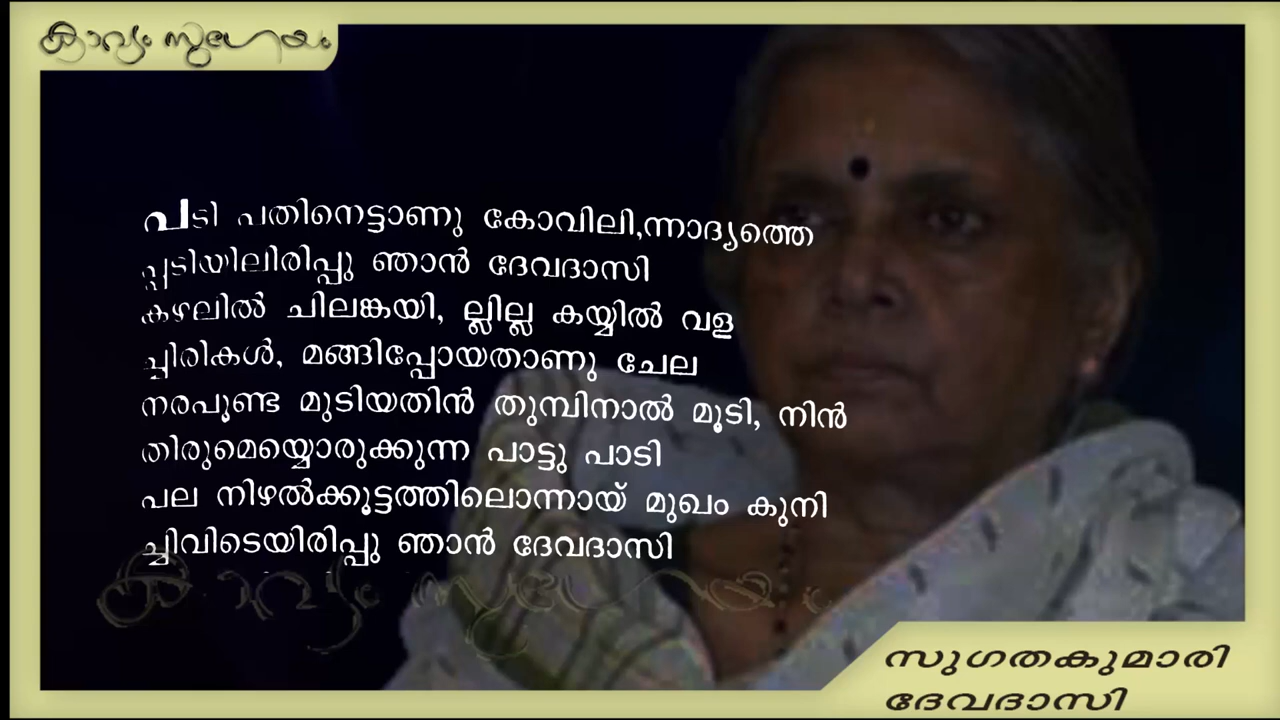 കാവ്യം സുഗേയം
പടി പതിനെട്ടാണു കോവിലി,ന്നാദ്യത്തെ
പ്പടിയിലിരിപ്പു ഞാൻ ദേവദാസി
കഴലിൽ ചിലങ്കയി, ല്ലില്ല കയ്യിൽ വള
ച്ചിരികൾ, മങ്ങിപ്പോയതാണു ചേല
നരപൂണ്ട മുടിയതിൻ തുമ്പിനാൽ മൂടി, നിൻ
തിരുമെയ്യൊരുക്കുന്ന പാട്ടു പാടി
പല നിഴൽക്കൂട്ടത്തിലൊന്നായ് മുഖം കുനി
ച്ചിവിടെയിരിപ്പു ഞാൻ ദേവദാസി
കാവ്യം സുഗേയം
സുഗതകുമാരി
ദേവദാസി